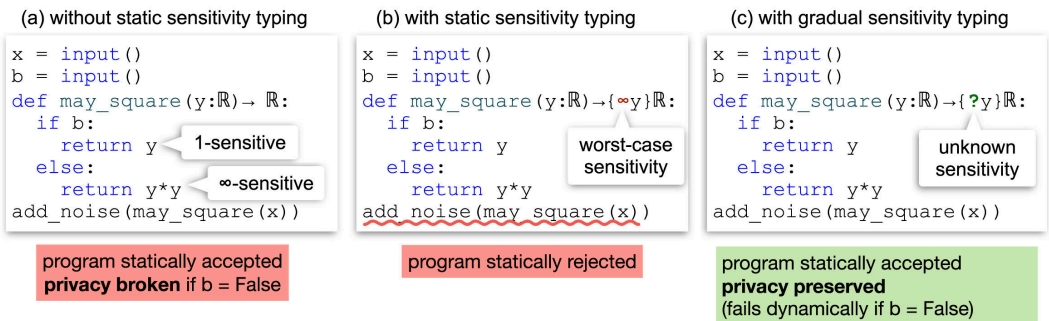 (a) without static sensitivity typing
x = input()
b = input()
def may_square(y:ℝ)→ ℝ:
if b:
return y
1-sensitive
else:
return y*y
∞-sensitive
add_noise(may_square(x))
program statically accepted
privacy broken if b = False
(b) with static sensitivity typing
x = input()
b = input()
def may_square(y:ℝ)→{∞y}ℝ:
if b:
return y
else:
return y*y
worst-case
sensitivity
add_noise(may_square(x))
program statically rejected
(c) with gradual sensitivity typing
x = input()
b = input()
def may_square(y:ℝ)→{?y}ℝ:
if b:
return y
else:
return y*y
unknown
sensitivity
add_noise(may_square(x))
program statically accepted
privacy preserved
(fails dynamically if b = False)